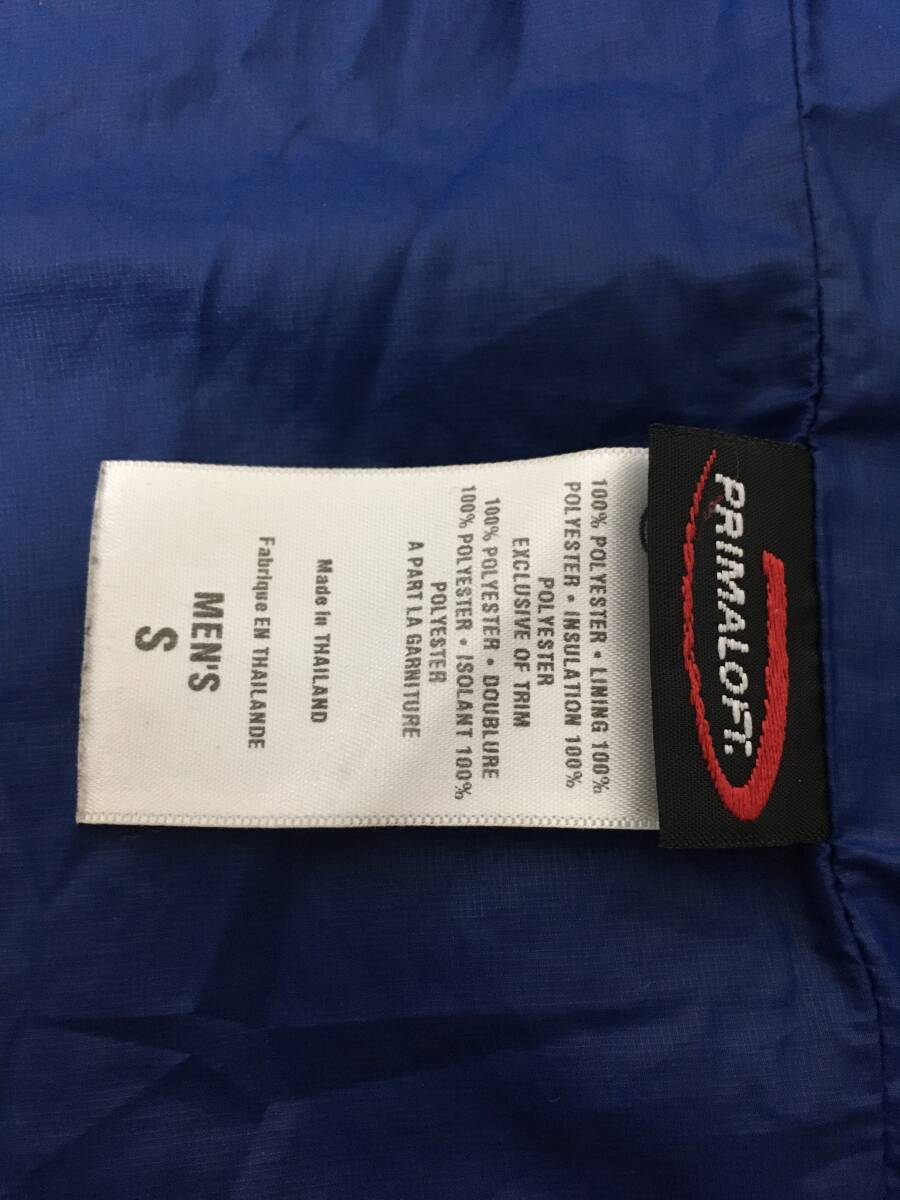 PRIMALOFT.
100% POLYESTER • LINING 100%
POLYESTER • INSULATION 100%
POLYESTER
EXCLUSIVE OF TRIM
100% POLYESTER • DOUBLURE
100% POLYESTER • ISOLANT 100%
POLYESTER
A PART LA GARNITURE
Made in THAILAND
Fabrique EN THAILANDE
MEN'S
S